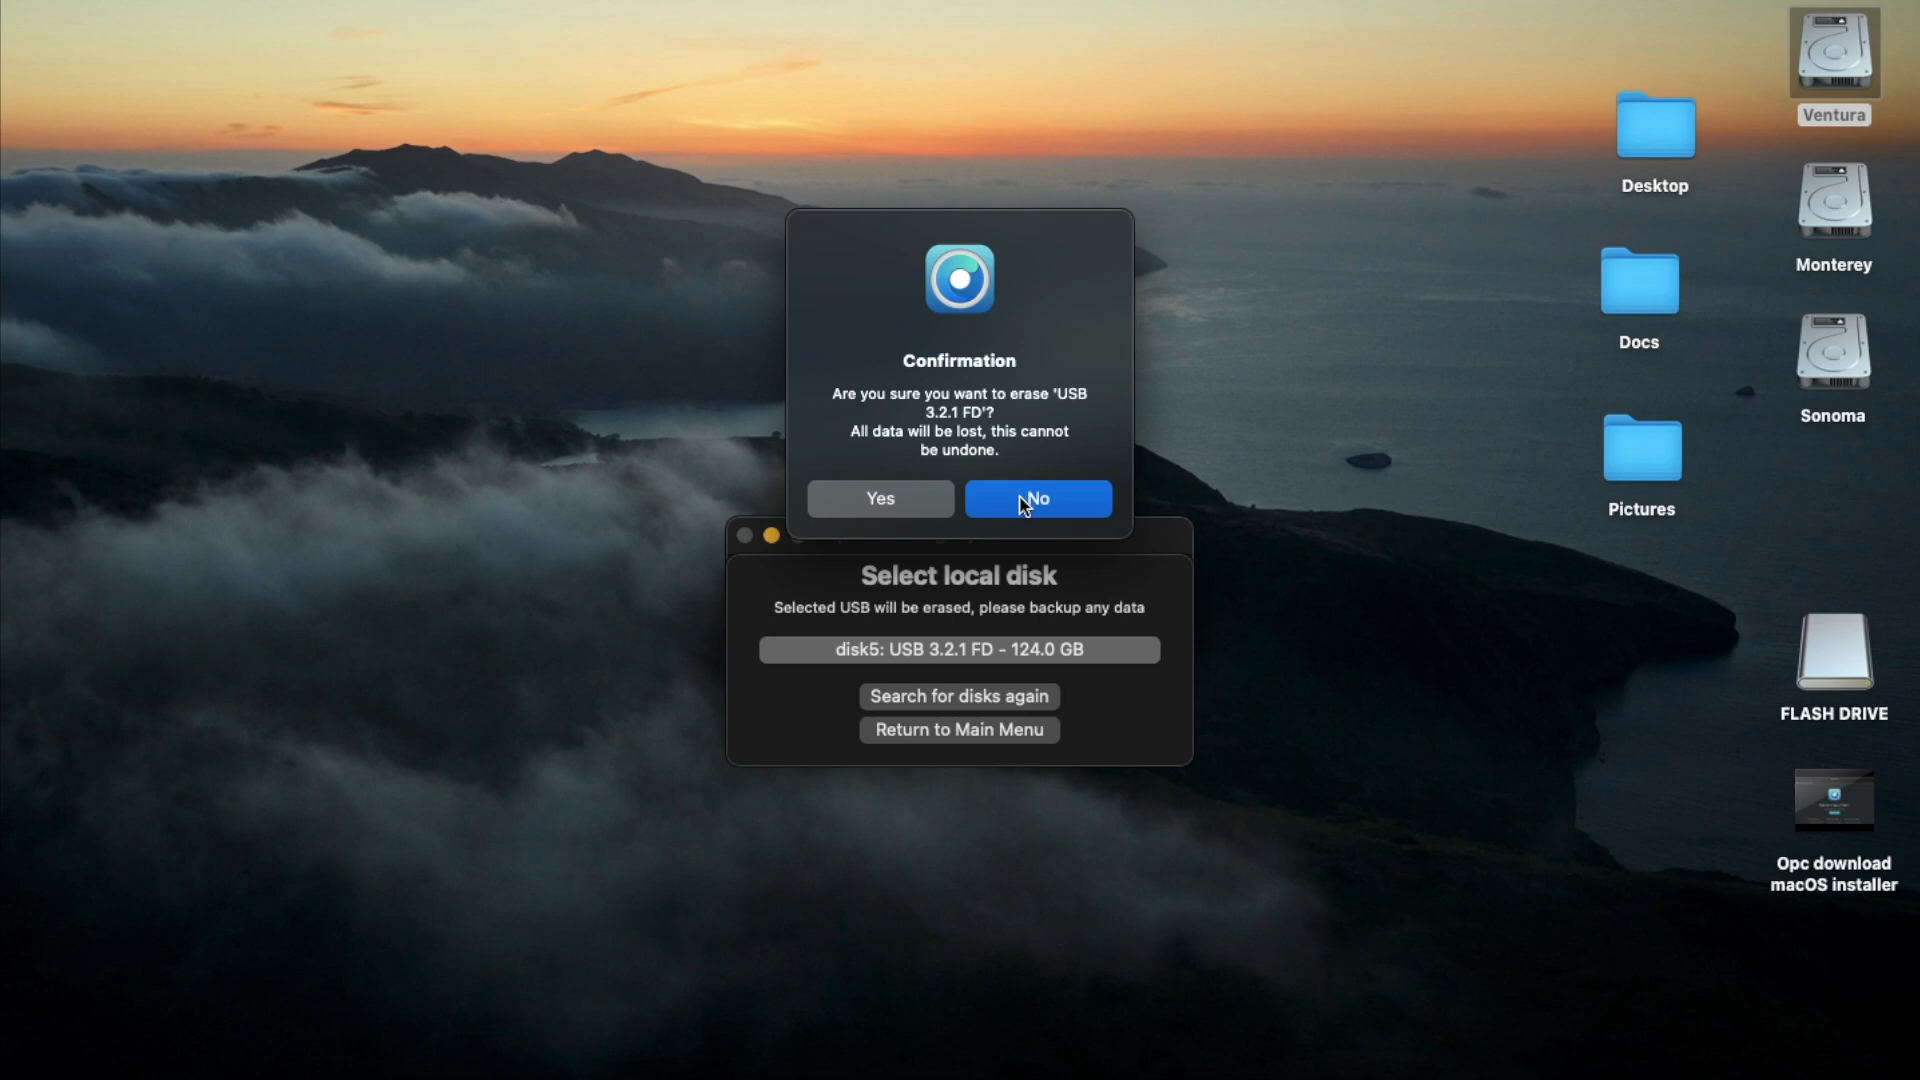 Ventura
Desktop
Monterey
Docs
Sonoma
Pictures
FLASH DRIVE
Opc download
macOS installer
Confirmation
Are you sure you want to erase 'USB
3.2.1 FD'?
All data will be lost, this cannot
be undone.
Yes
No
Select local disk
Selected USB will be erased, please backup any data
disk5: USB 3.2.1 FD - 124.0 GB
Search for disks again
Return to Main Menu